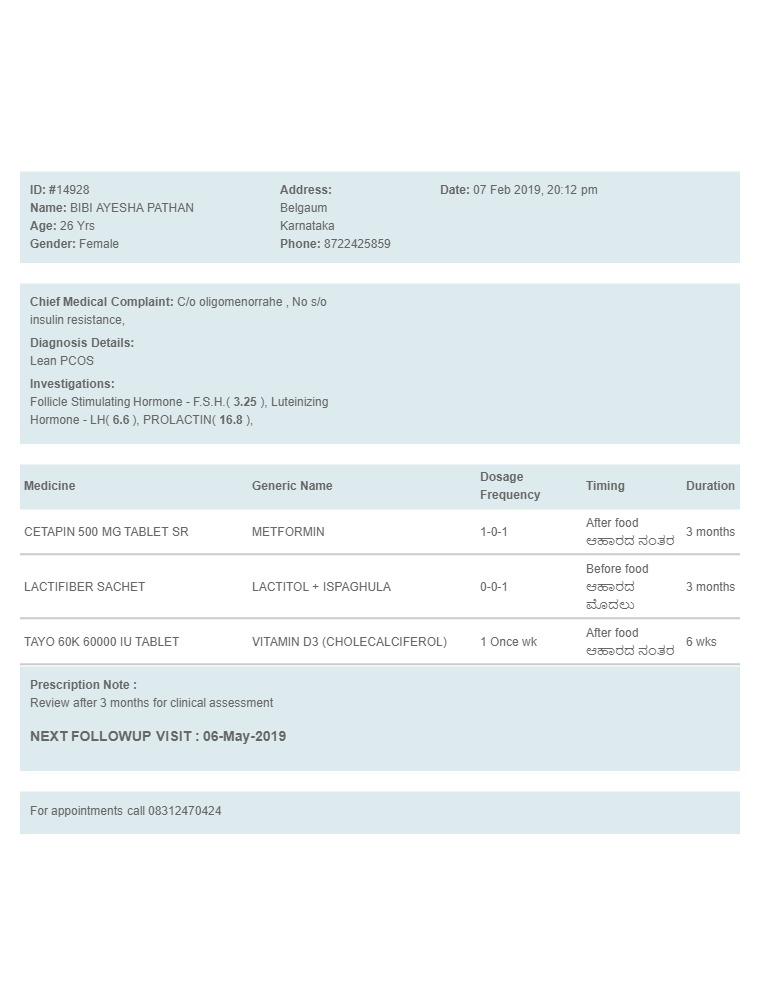 ID: #14928
Name: BIBI AYESHA PATHAN
Age: 26 Yrs
Gender: Female
Address:
Belgaum
Karnataka
Phone: 8722425859
Date: 07 Feb 2019, 20:12 pm
Chief Medical Complaint: C/o oligomenorrahe , No s/o
insulin resistance,
Diagnosis Details:
Lean PCOS
Investigations:
Follicle Stimulating Hormone - F.S.H.( 3.25 ), Luteinizing
Hormone - LH( 6.6 ), PROLACTIN( 16.8 ),
Medicine Generic Name Dosage Frequency Timing Duration
CETAPIN 500 MG TABLET SR METFORMIN 1-0-1 After food ಆಹಾರದ ನಂತರ 3 months
LACTIFIBER SACHET LACTITOL + ISPAGHULA 0-0-1 Before food ಆಹಾರದ ಮೊದಲು 3 months
TAYO 60K 60000 IU TABLET VITAMIN D3 (CHOLECALCIFEROL) 1 Once wk After food ಆಹಾರದ ನಂತರ 6 wks
Prescription Note :
Review after 3 months for clinical assessment
NEXT FOLLOWUP VISIT : 06-May-2019
For appointments call 08312470424